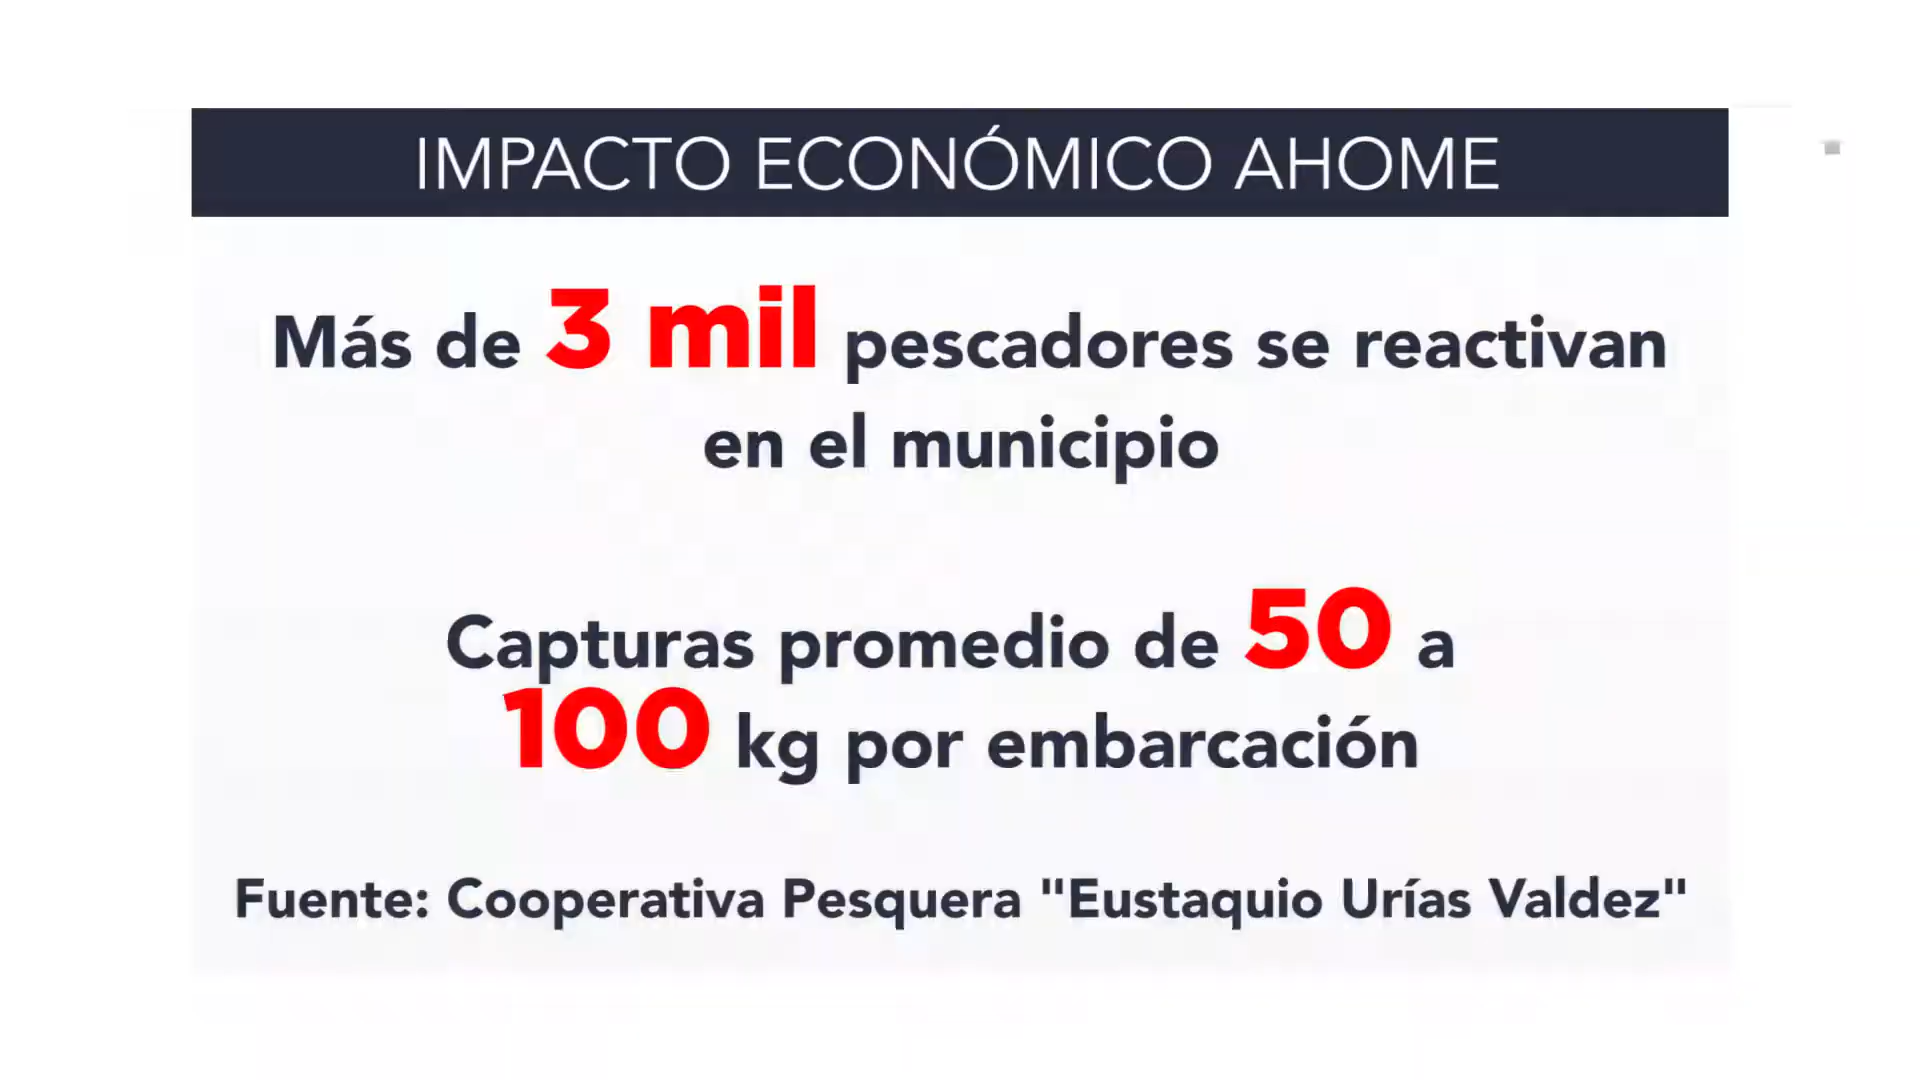 IMPACTO ECONÓMICO AHOME
Más de 3 mil pescadores se reactivan
en el municipio
Capturas promedio de 50 a
100 kg por embarcación
Fuente: Cooperativa Pesquera "Eustaquio Urías Valdez"